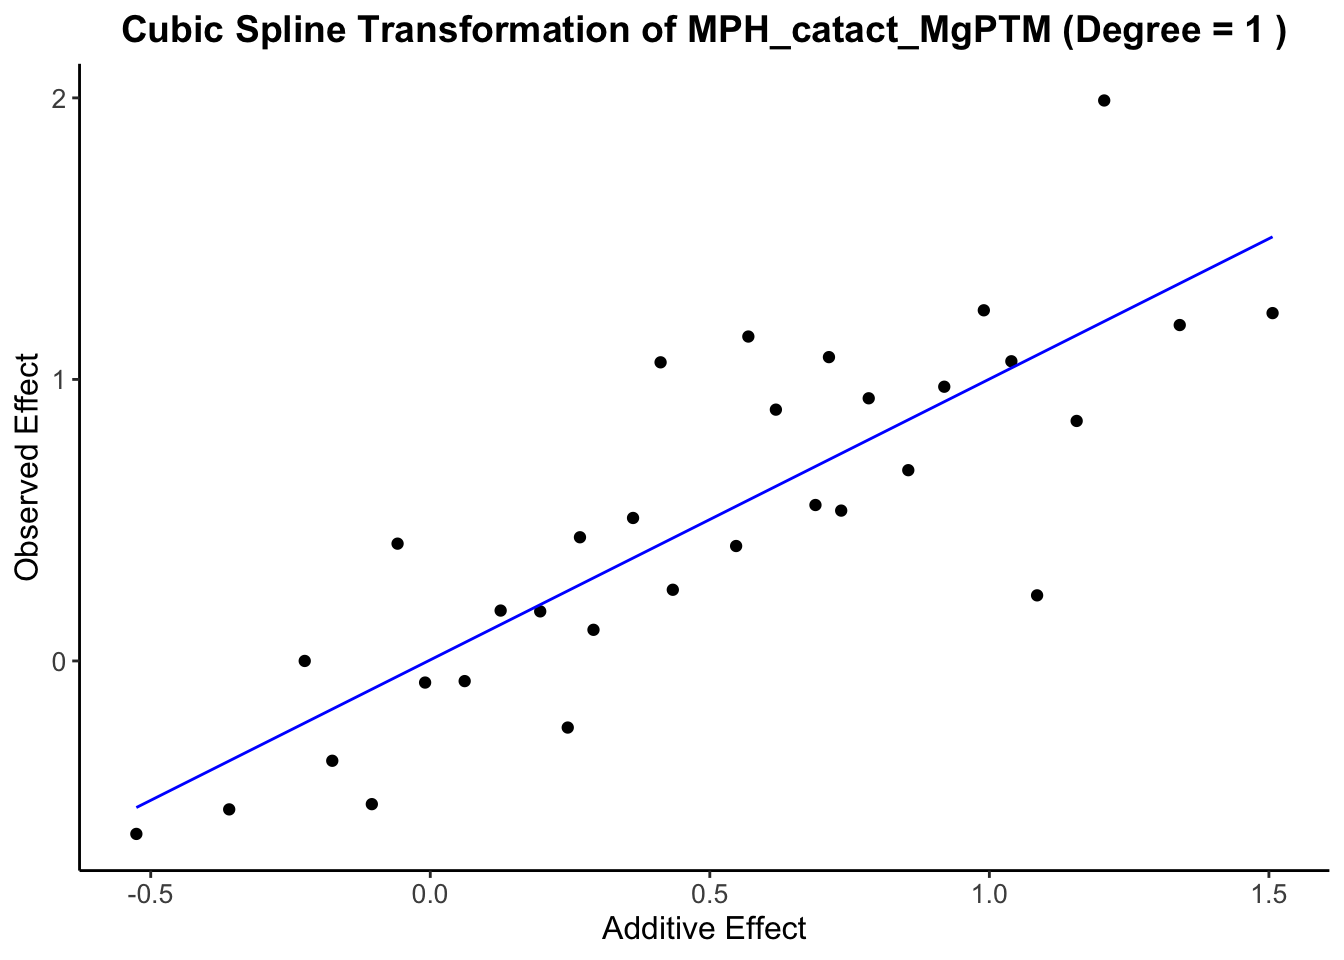 Cubic Spline Transformation of MPH_catact_MgPTM (Degree = 1 )
2
1
0
Observed Effect
-0.5 0.0 0.5 1.0 1.5
Additive Effect